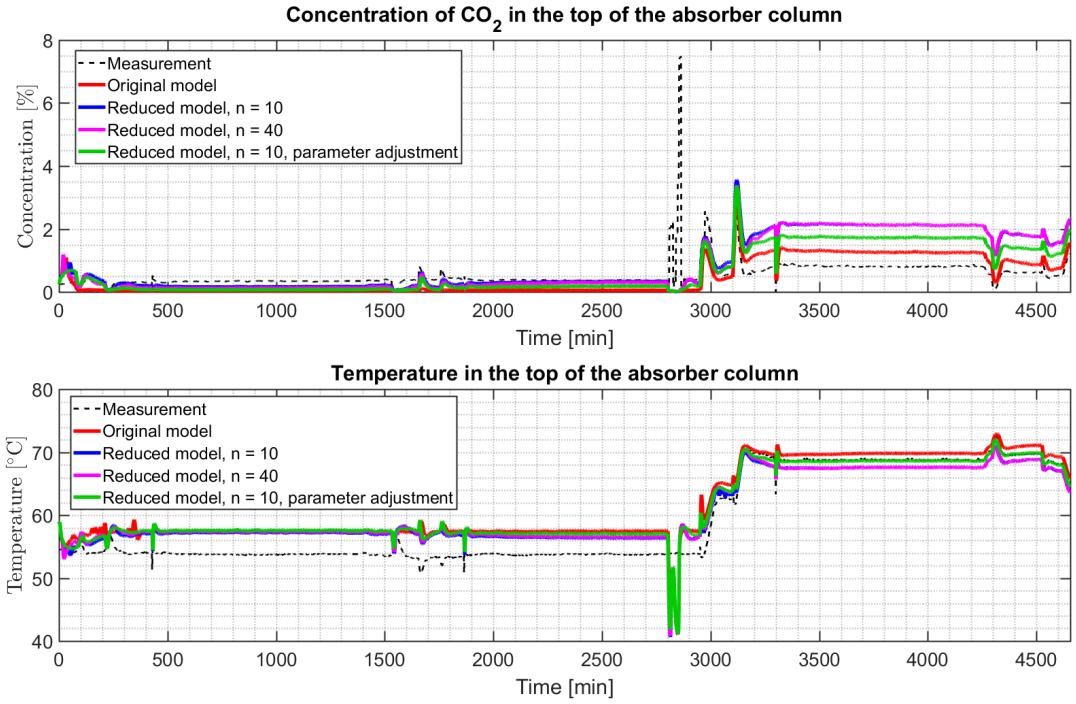 Concentration of CO2 in the top of the absorber column
8
6
4
2
0
Concentration [%]
Measurement
Original model
Reduced model, n = 10
Reduced model, n = 40
Reduced model, n = 10, parameter adjustment
0 500 1000 1500 2000 2500 3000 3500 4000 4500
Time [min]
Temperature in the top of the absorber column
80
70
60
50
40
Temperature [°C]
Measurement
Original model
Reduced model, n = 10
Reduced model, n = 40
Reduced model, n = 10, parameter adjustment
0 500 1000 1500 2000 2500 3000 3500 4000 4500
Time [min]